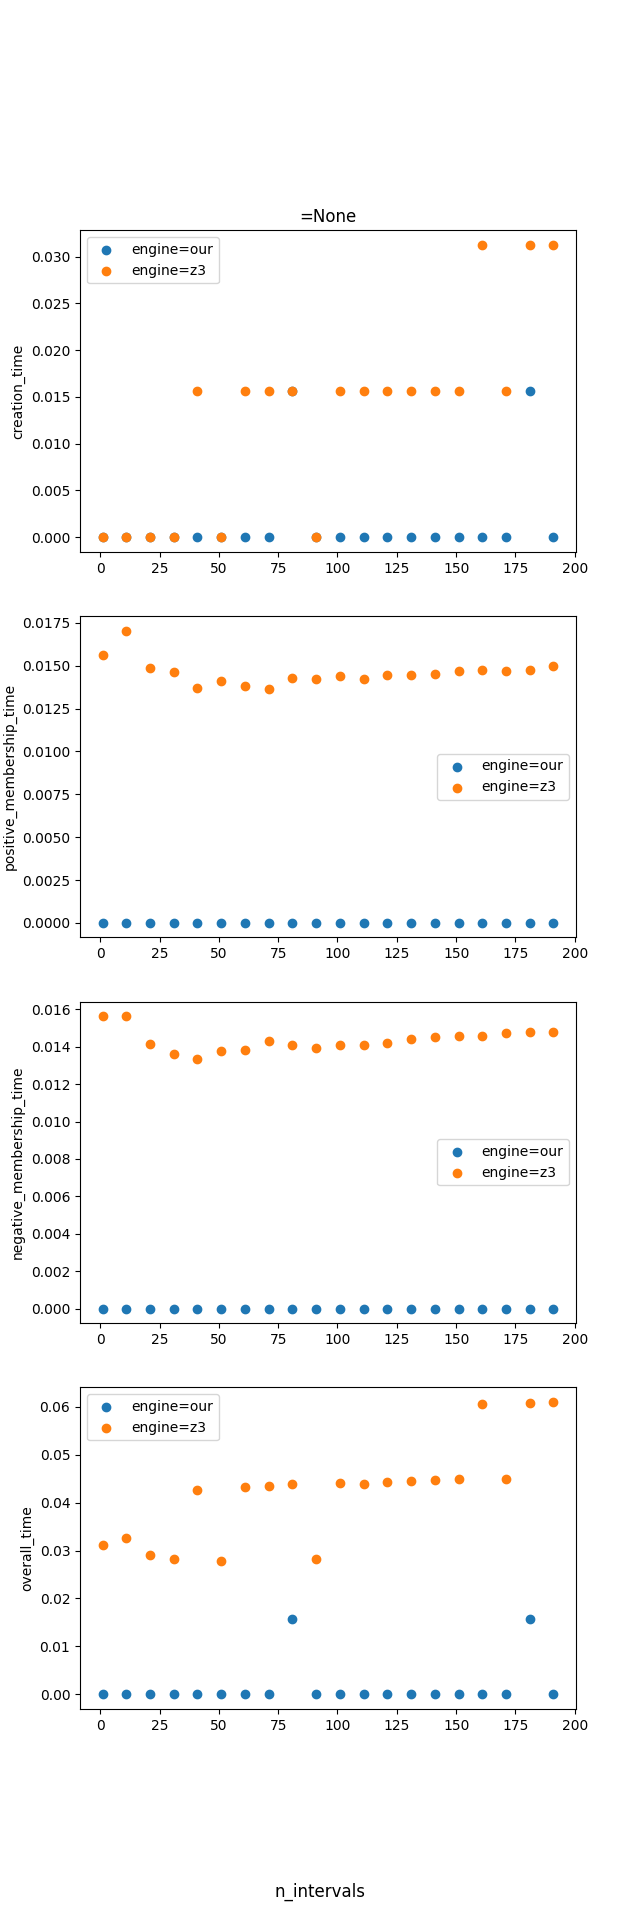 =None
engine=our
engine=z3
creation_time
0.030
0.025
0.020
0.015
0.010
0.005
0.000
0 25 50 75 100 125 150 175 200
engine=our
engine=z3
positive_membership_time
0.0175
0.0150
0.0125
0.0100
0.0075
0.0050
0.0025
0.0000
0 25 50 75 100 125 150 175 200
engine=our
engine=z3
negative_membership_time
0.016
0.014
0.012
0.010
0.008
0.006
0.004
0.002
0.000
0 25 50 75 100 125 150 175 200
engine=our
engine=z3
overall_time
0.06
0.05
0.04
0.03
0.02
0.01
0.00
0 25 50 75 100 125 150 175 200
n_intervals